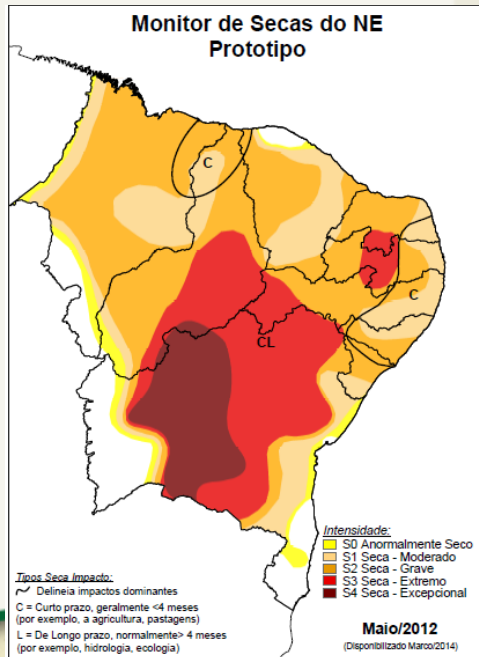 Monitor de Secas do NE
Prototipo
C
C
CL
Intensidade:
S0 Anormalmente Seco
S1 Seca - Moderado
S2 Seca - Grave
S3 Seca - Extremo
S4 Seca - Excepcional
Tipos Seca Impacto:
Delineia impactos dominantes
C = Curto prazo, geralmente <4 meses
(por exemplo, a agricultura, pastagens)
L = De Longo prazo, normalmente> 4 meses
(por exemplo, hidrologia, ecologia)
Maio/2012
(Disponibilizado Marco/2014)